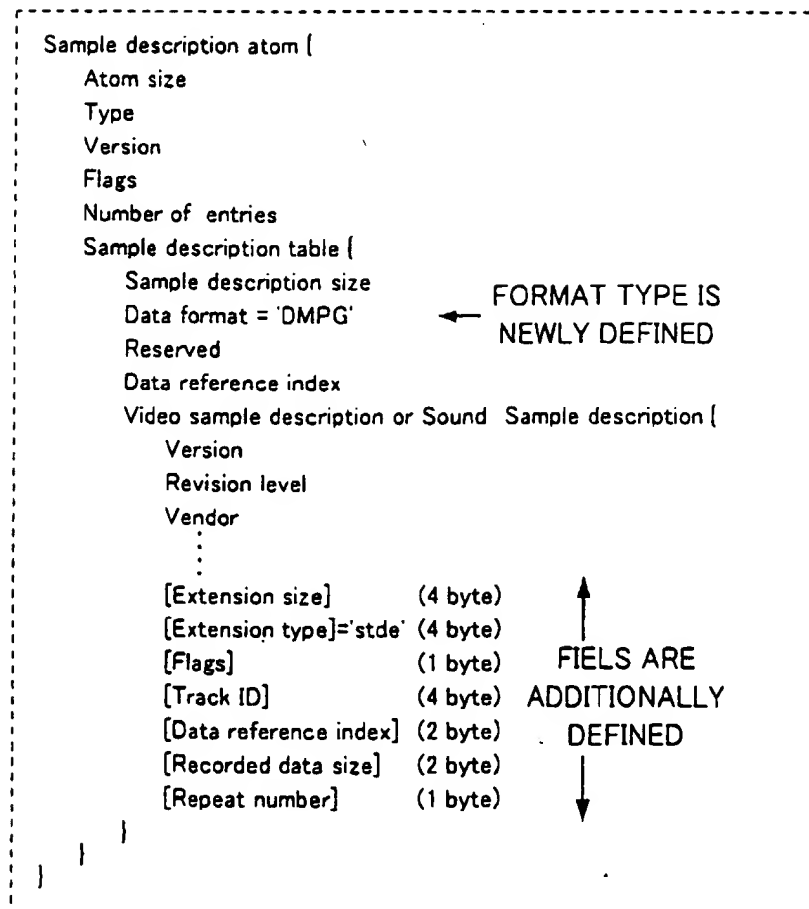 Sample description atom {
Atom size
Type
Version
Flags
Number of entries
Sample description table {
Sample description size
Data format = 'DMPG'
Reserved
Data reference index
FORMAT TYPE IS
NEWLY DEFINED
Video sample description or Sound Sample description {
Version
Revision level
Vendor
[Extension size] (4 byte)
[Extension type]='stde' (4 byte)
[Flags] (1 byte)
[Track ID] (4 byte)
[Data reference index] (2 byte)
[Recorded data size] (2 byte)
[Repeat number] (1 byte)
FIELS ARE
ADDITIONALLY
DEFINED
}
}
}